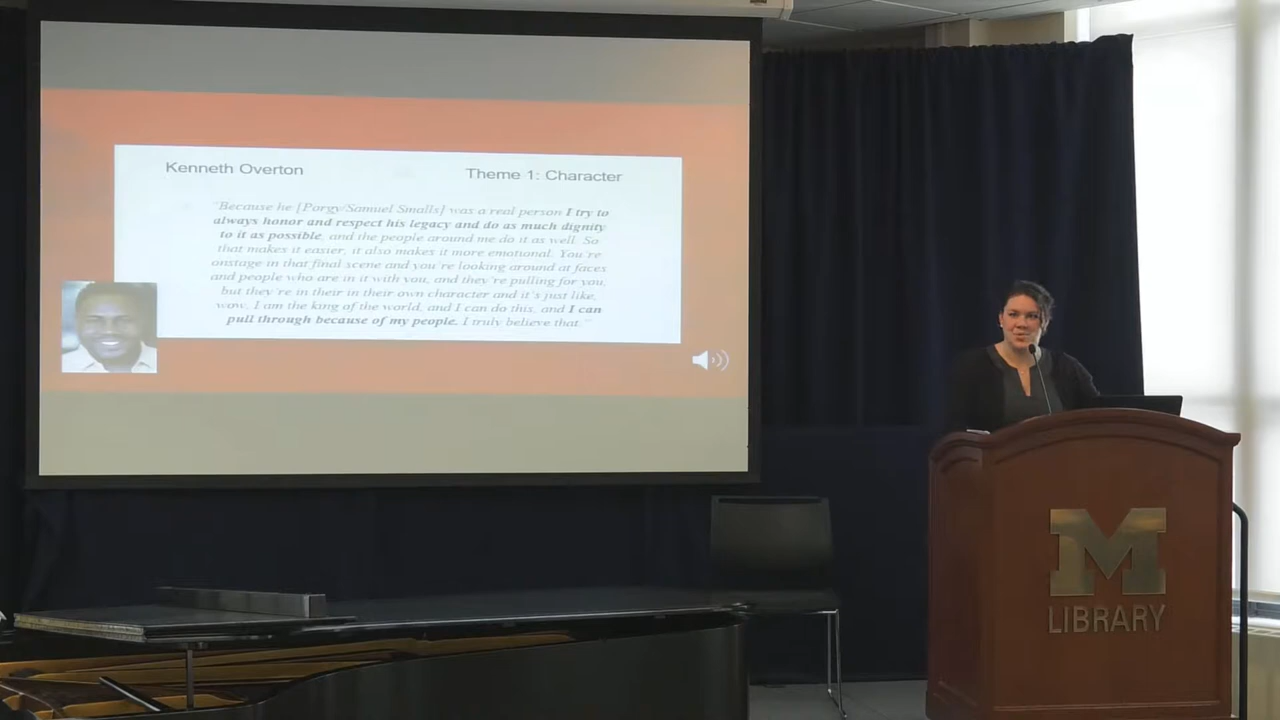 Kenneth Overton
Theme 1: Character
"Because he [Porgy/Samuel Smalls] was a real person I try to
always honor and respect his legacy and do as much dignity
to it as possible, and the people around me do it as well. So
that makes it easier, it also makes it more emotional. You're
onstage in that final scene and you're looking around at faces
and people who are in it with you, and they're pulling for you,
but they're in their in their own character and it's just like,
wow, I am the king of the world, and I can do this, and I can
pull through because of my people. I truly believe that."
M
LIBRARY